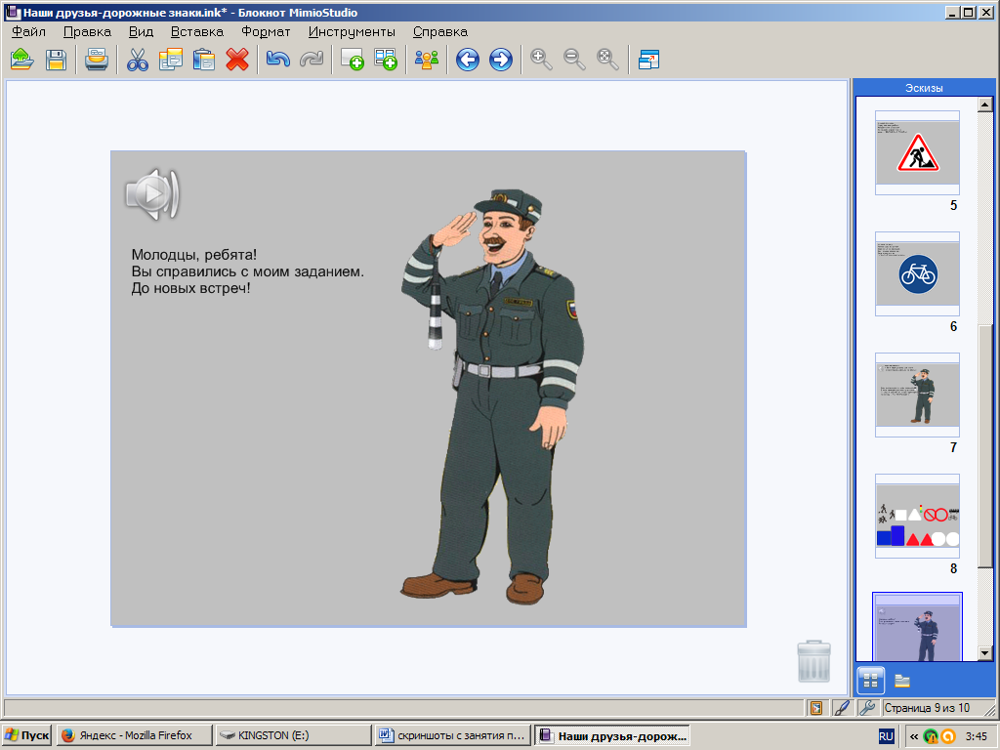 Наши друзья-дорожные знаки.ink* - Блокнот MimioStudio
Файл Правка Вид Вставка Формат Инструменты Справка
Эскизы
Молодцы, ребята!
Вы справились с моим заданием.
До новых встреч!
5
6
7
8
Страница 9 из 10
Пуск Яндекс - Mozilla Firefox KINGSTON (E:) скриншоты с занятия п... Наши друзья-дорож... RU « 3:45